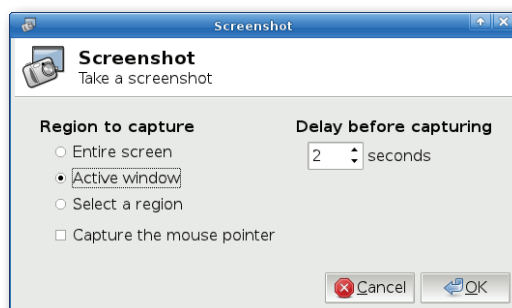 Screenshot
Screenshot
Take a screenshot
Region to capture
Entire screen
Active window
Select a region
Capture the mouse pointer
Delay before capturing
2 seconds
Cancel
OK